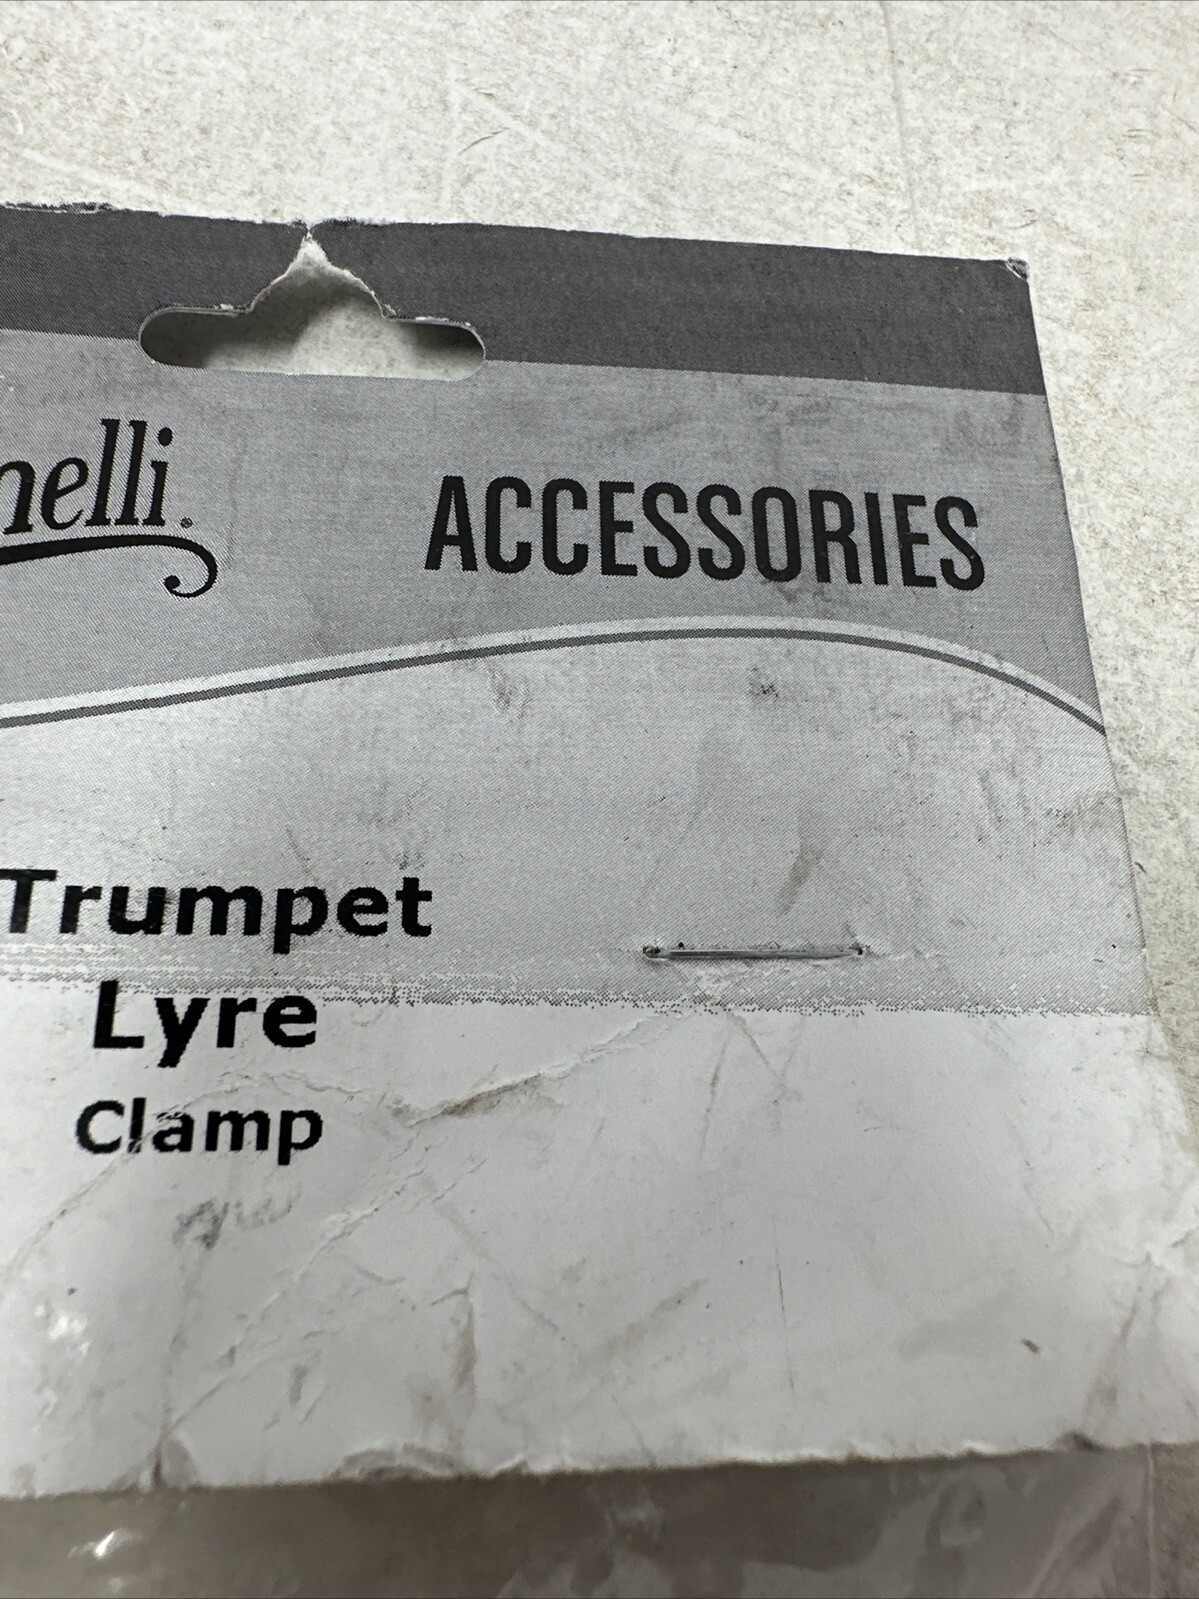 nelli®
ACCESSORIES
Trumpet
Lyre
Clamp